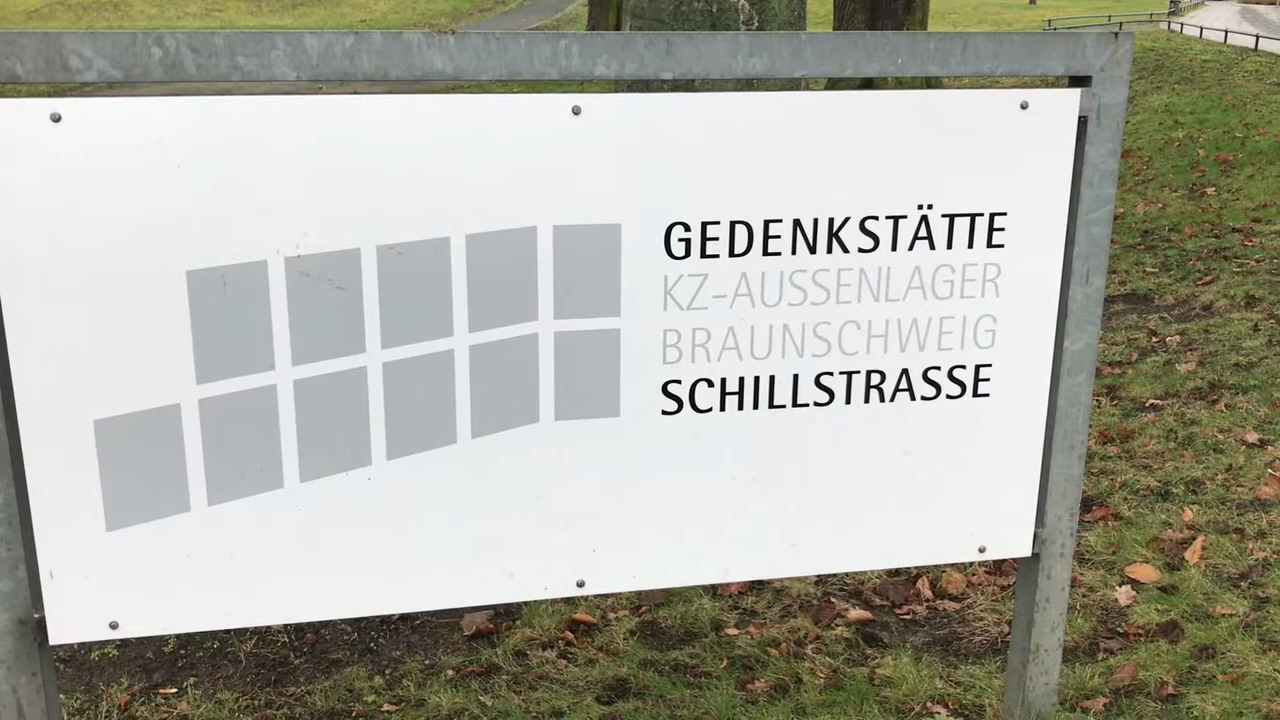 GEDENKSTÄTTE
KZ-AUSSENLAGER
BRAUNSCHWEIG
SCHILLSTRASSE